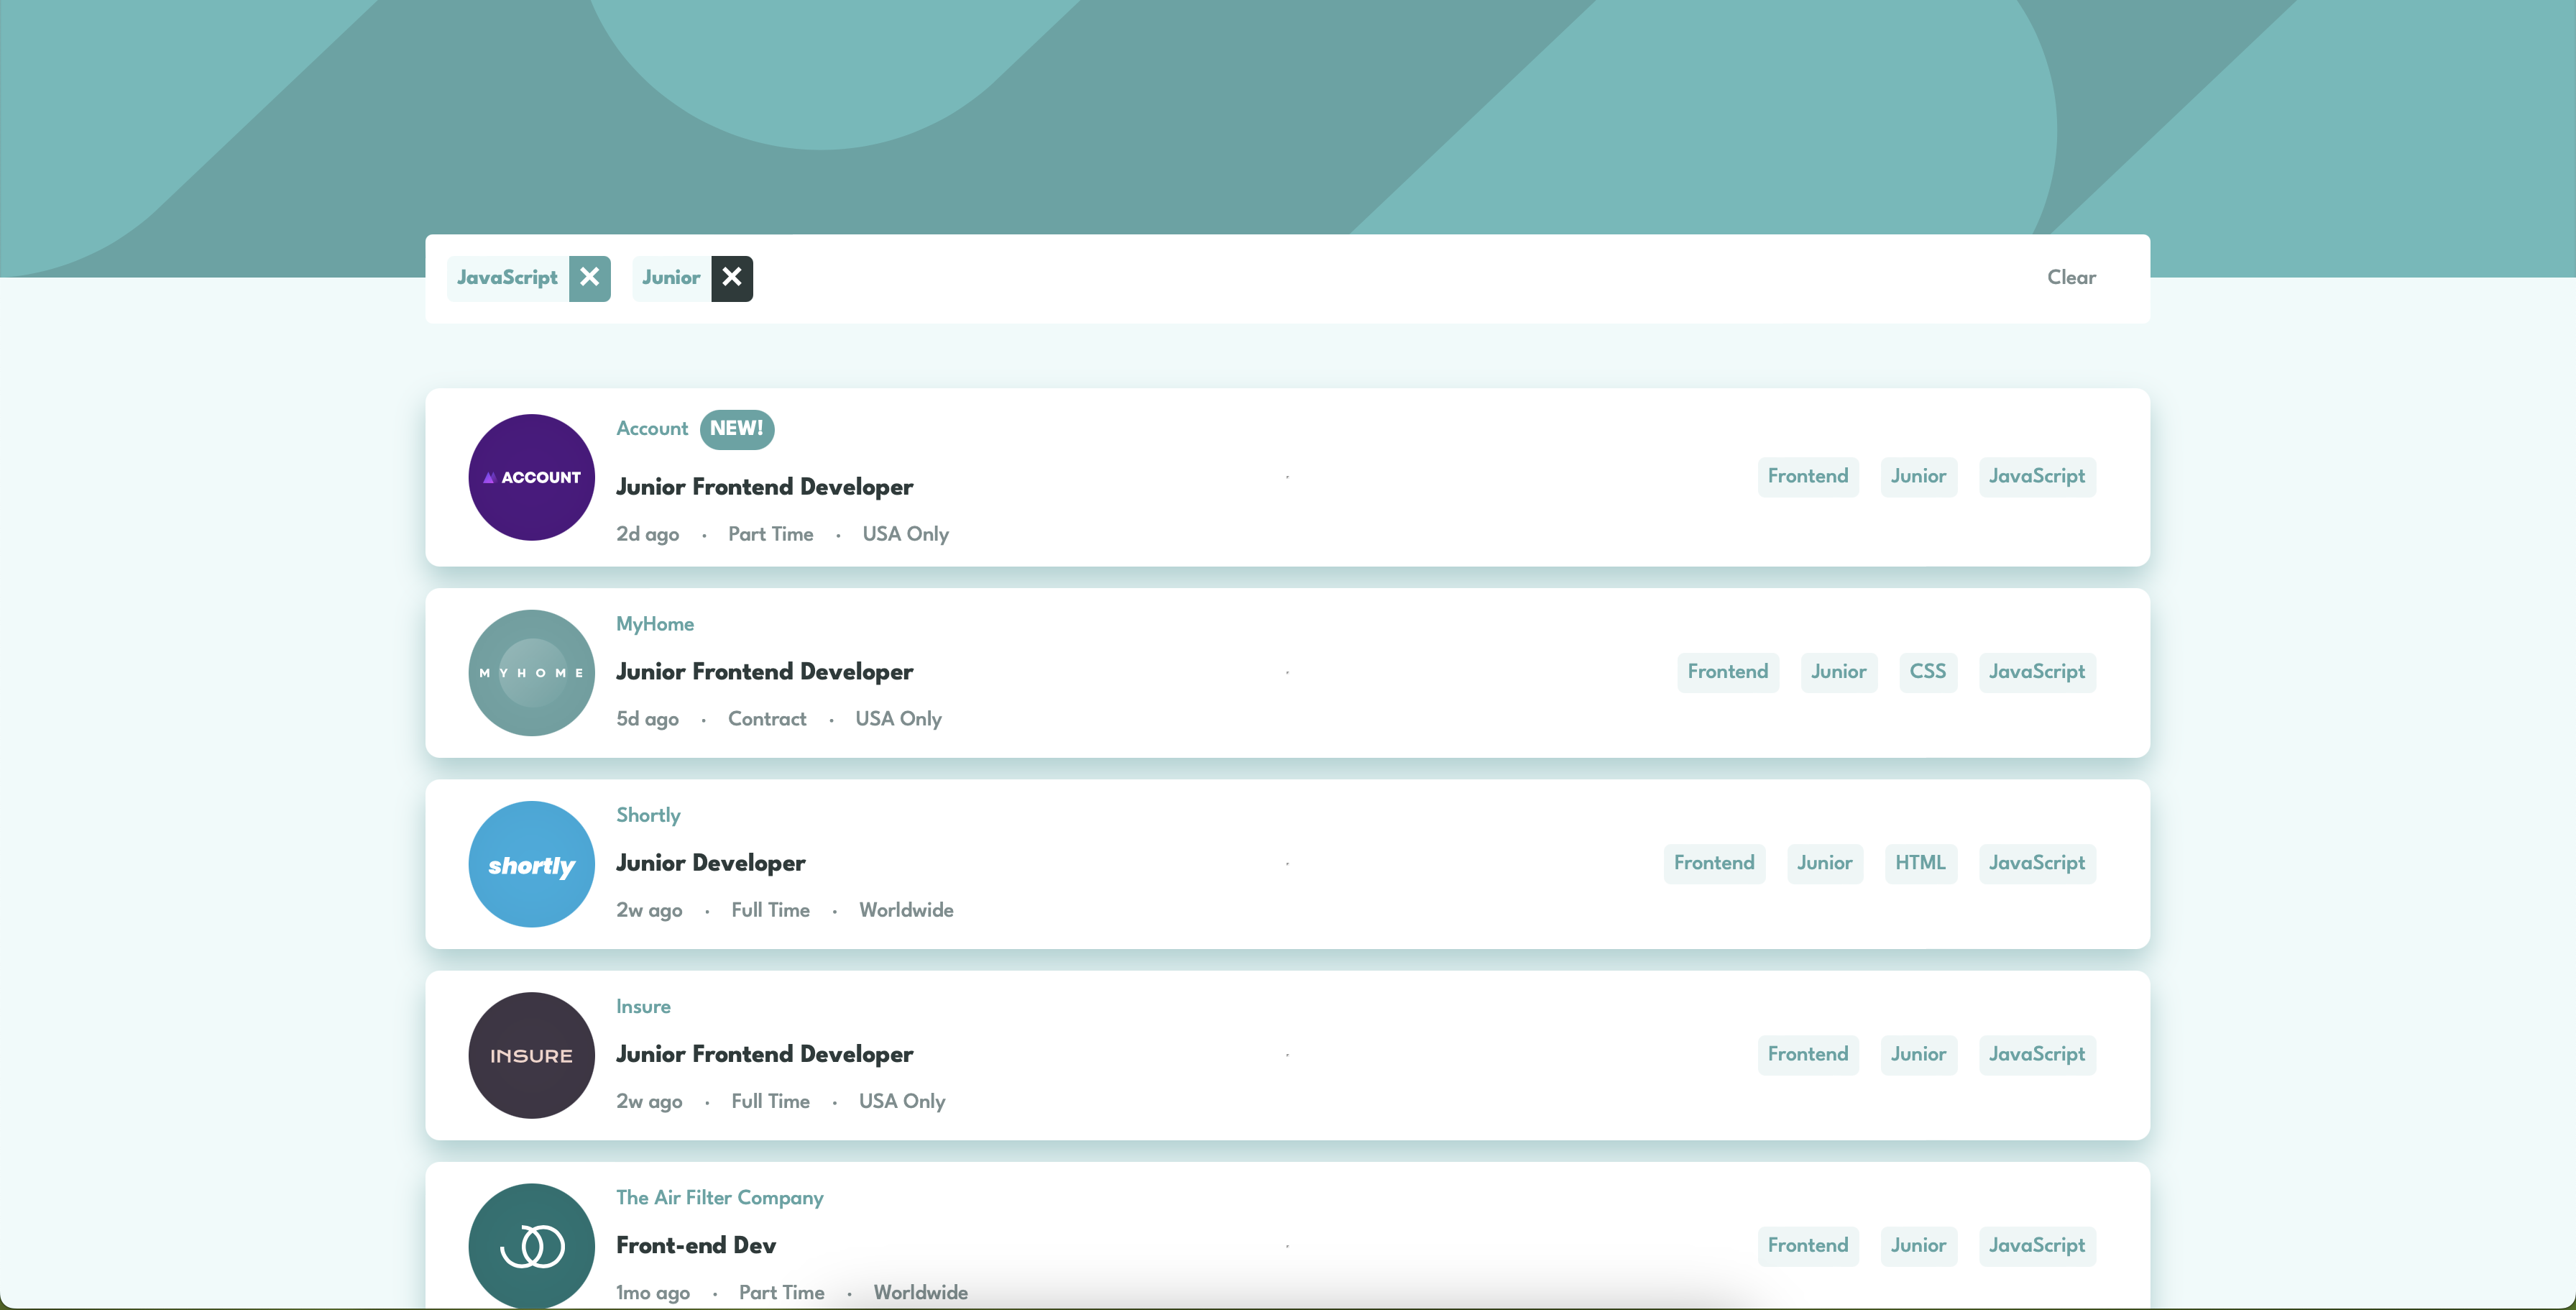 JavaScript ✕ Junior ✕ Clear
ACCOUNT
Account NEW!
Junior Frontend Developer
2d ago · Part Time · USA Only
Frontend Junior JavaScript
MYHOME
MyHome
Junior Frontend Developer
5d ago · Contract · USA Only
Frontend Junior CSS JavaScript
shortly
Shortly
Junior Developer
2w ago · Full Time · Worldwide
Frontend Junior HTML JavaScript
INSURE
Insure
Junior Frontend Developer
2w ago · Full Time · USA Only
Frontend Junior JavaScript
The Air Filter Company
Front-end Dev
1mo ago · Part Time · Worldwide
Frontend Junior JavaScript